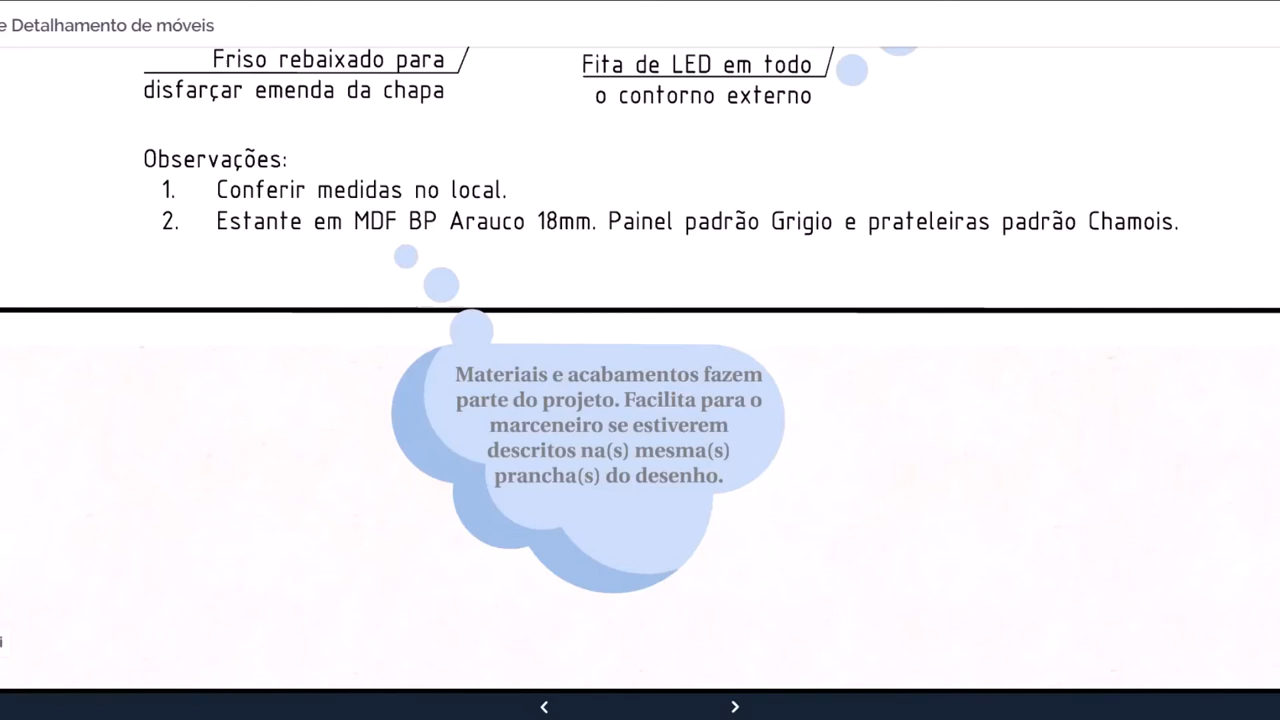 e Detalhamento de móveis
Friso rebaixado para
disfarçar emenda da chapa
Fita de LED em todo
o contorno externo
Observações:
1. Conferir medidas no local.
2. Estante em MDF BP Arauco 18mm. Painel padrão Grigio e prateleiras padrão Chamois.
Materiais e acabamentos fazem
parte do projeto. Facilita para o
marceneiro se estiverem
descritos na(s) mesma(s)
prancha(s) do desenho.
i